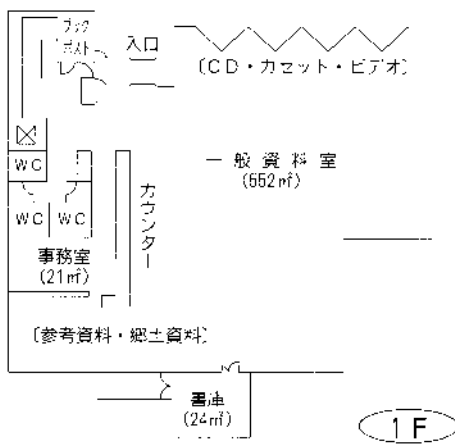 ブック
ポスト
入口
〔CD・カセット・ビデオ〕
WC
一般資料室
(552㎡)
カウンター
WC WC
事務室
(21㎡)
〔参考資料・郷土資料〕
書庫
(24㎡)
1F